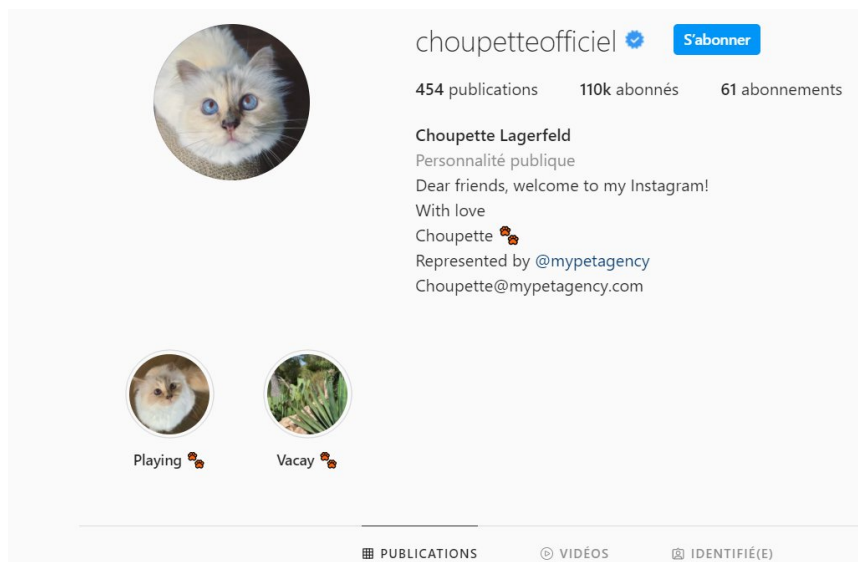 choupetteofficiel S’abonner
454 publications 110k abonnés 61 abonnements
Choupette Lagerfeld
Personnalité publique
Dear friends, welcome to my Instagram!
With love
Choupette 🐾
Represented by @mypetagency
Choupette@mypetagency.com
Playing 🐾 Vacay 🐾
PUBLICATIONS VIDÉOS IDENTIFIÉ(E)